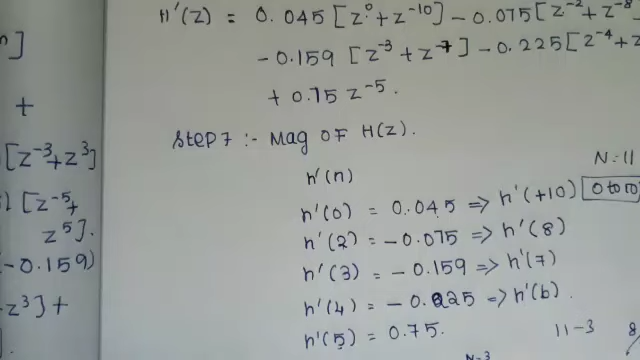 n]
+
[z⁻³+z³]
[z⁻⁵+
z⁵].
-0.159)
z³] +
H'(z) = 0.045 [z⁰ + z⁻¹⁰] - 0.075 [z⁻² + z⁻⁸
- 0.159 [z⁻³ + z⁻⁷] - 0.225 [z⁻⁴ + z
+ 0.75 z⁻⁵.
Step 7 :- Mag OF H(z).
N=11
h'(n)
h'(0) = 0.045 => h'(+10) 0 to 10
h'(2) = -0.075 => h'(8)
h'(3) = -0.159 => h'(7)
h'(4) = -0.225 => h'(6).
h'(5) = 0.75.
11-3 8
N-3